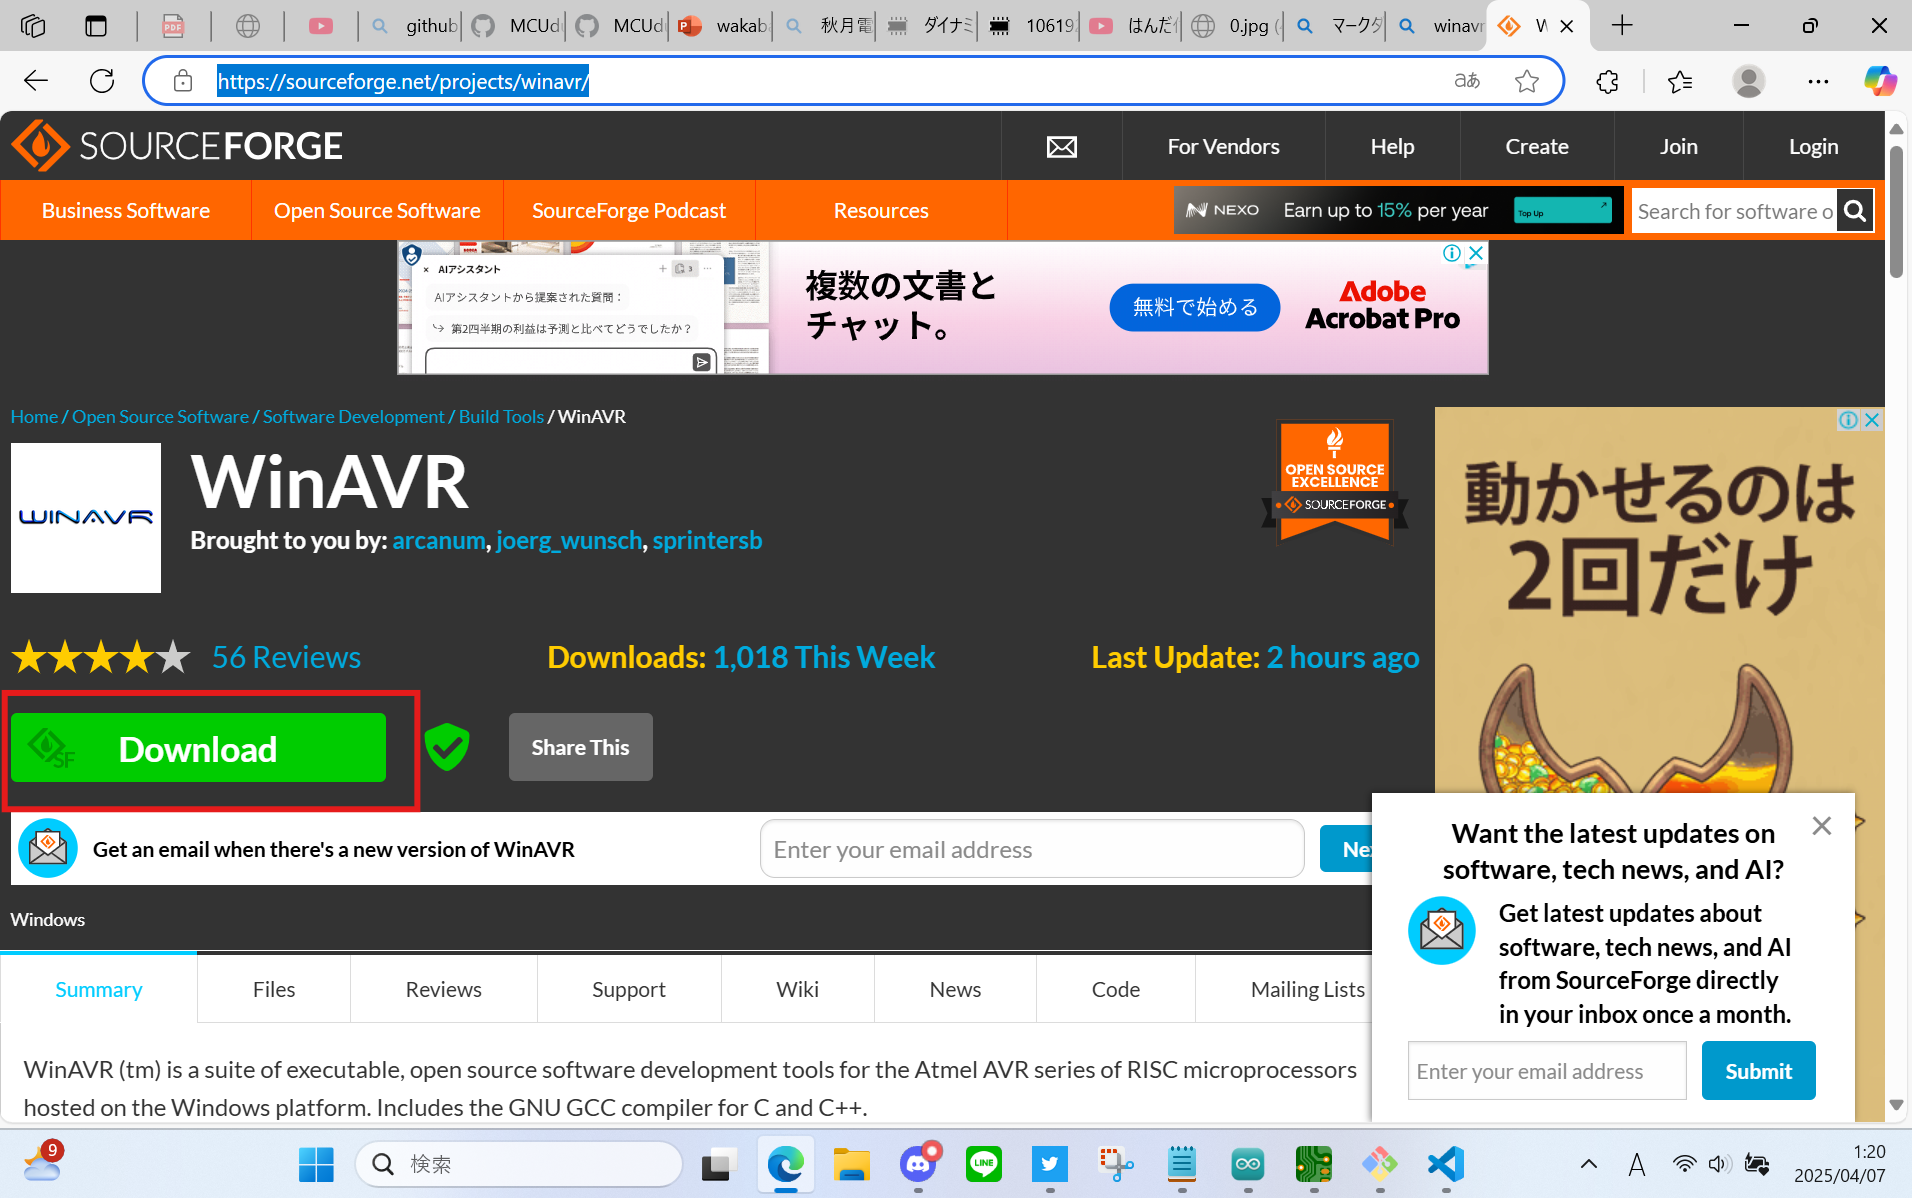 github
MCUdu
MCUdu
wakaba
秋月電
ダイナミ
10619
はんだ付
0.jpg (
マークダ
winavr
W
https://sourceforge.net/projects/winavr/
aあ
SOURCEFORGE
For Vendors
Help
Create
Join
Login
Business Software
Open Source Software
SourceForge Podcast
Resources
NEXO
Earn up to 15% per year
Top Up
Search for software o
AIアシスタント
3
AIアシスタントから提案された質問：
第2四半期の利益は予測と比べてどうでしたか？
複数の文書と
チャット。
無料で始める
Adobe
Acrobat Pro
Home / Open Source Software / Software Development / Build Tools / WinAVR
WINAVR
WinAVR
Brought to you by: arcanum, joerg_wunsch, sprintersb
OPEN SOURCE
EXCELLENCE
SOURCEFORGE
動かせるのは
2回だけ
56 Reviews
Downloads: 1,018 This Week
Last Update: 2 hours ago
SF
Download
Share This
Get an email when there's a new version of WinAVR
Enter your email address
Ne
Windows
Want the latest updates on
software, tech news, and AI?
Get latest updates about
software, tech news, and AI
from SourceForge directly
in your inbox once a month.
Enter your email address
Submit
Summary
Files
Reviews
Support
Wiki
News
Code
Mailing Lists
WinAVR (tm) is a suite of executable, open source software development tools for the Atmel AVR series of RISC microprocessors
hosted on the Windows platform. Includes the GNU GCC compiler for C and C++.
9
検索
LINE
A
1:20
2025/04/07